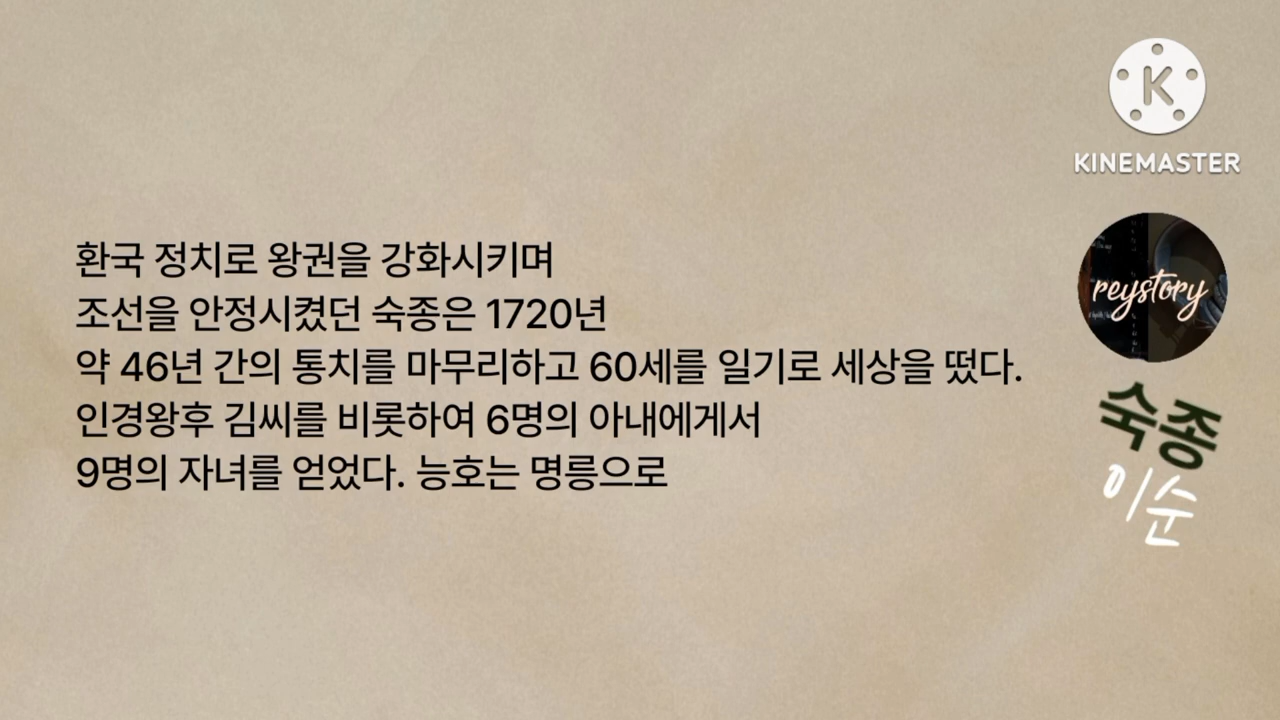 환국 정치로 왕권을 강화시키며
조선을 안정시켰던 숙종은 1720년
약 46년 간의 통치를 마무리하고 60세를 일기로 세상을 떴다.
인경왕후 김씨를 비롯하여 6명의 아내에게서
9명의 자녀를 얻었다. 능호는 명릉으로
K
KINEMASTER
reystory
숙종
이순